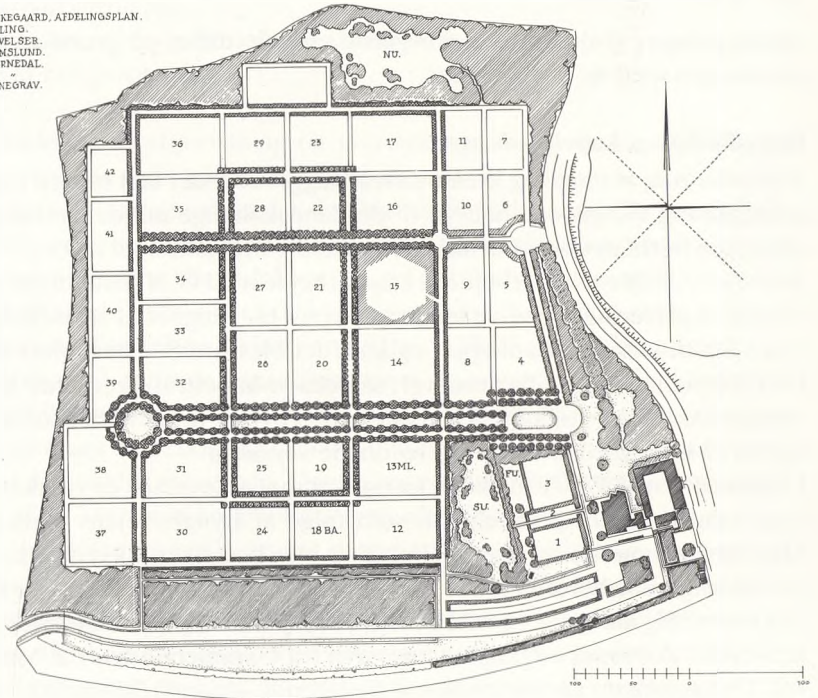 KEGAARD, AFDELINGSPLAN.
LING.
VELSER.
NSLUND.
RNEDAL.
"
NEGRAV.
NU.
36 29 23 17 11 7
42
35 28 22 16 10 6
41
34 27 21 15 9 5
40
33
39 32 26 20 14 8 4
38 31 25 19 13ML. FU. 3
SU. 2
37 30 24 18 BA. 12 1
100 50 0 100